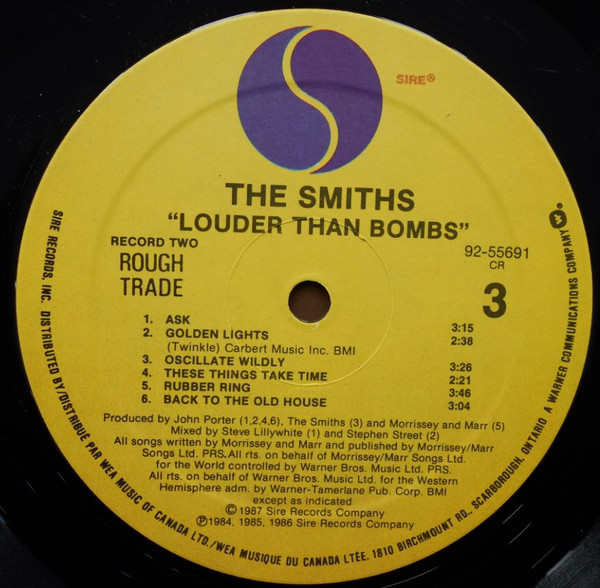 SIRE®
THE SMITHS
"LOUDER THAN BOMBS"
RECORD TWO
ROUGH
TRADE
92-55691
CR
3
1. ASK 3:15
2. GOLDEN LIGHTS 2:38
(Twinkle) Carbert Music Inc. BMI
3. OSCILLATE WILDLY 3:26
4. THESE THINGS TAKE TIME 2:21
5. RUBBER RING 3:46
6. BACK TO THE OLD HOUSE 3:04
Produced by John Porter (1,2,4,6), The Smiths (3) and Morrissey and Marr (5)
Mixed by Steve Lillywhite (1) and Stephen Street (2)
All songs written by Morrissey and Marr and published by Morrissey/Marr
Songs Ltd. PRS. All rts. on behalf of Morrissey/Marr Songs Ltd.
for the World controlled by Warner Bros. Music Ltd. PRS.
All rts. on behalf of Warner Bros. Music Ltd. for the Western
Hemisphere adm. by Warner-Tamerlane Pub. Corp. BMI
except as indicated
©1987 Sire Records Company
℗1984, 1985, 1986 Sire Records Company
SIRE RECORDS, INC. DISTRIBUTED BY/DISTRIBUÉ PAR WEA MUSIC OF CANADA LTD./WEA MUSIQUE DU CANADA LTÉE. 1810 BIRCHMOUNT RD., SCARBOROUGH, ONTARIO A WARNER COMMUNICATIONS COMPANY